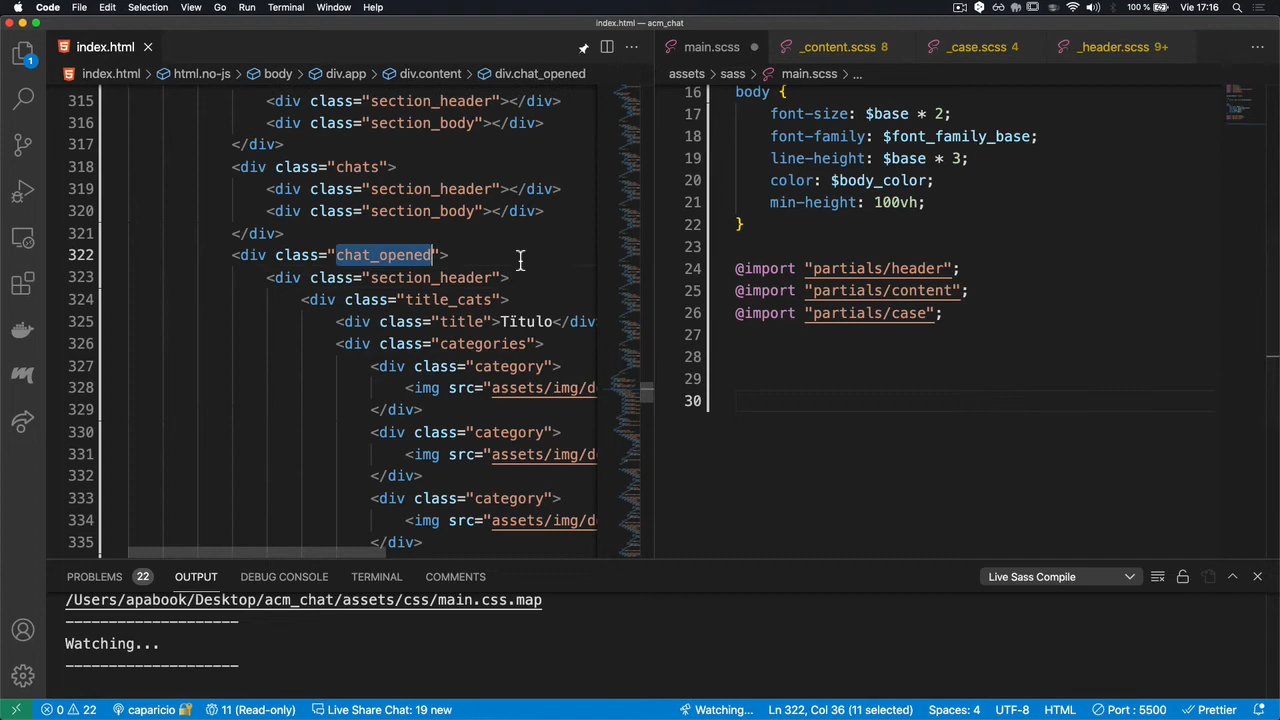 Code File Edit Selection View Go Run Terminal Window Help 100 % Vie 17:16
index.html — acm_chat
index.html
index.html > html.no-js > body > div.app > div.content > div.chat_opened
315 <div class="section_header"></div>
316 <div class="section_body"></div>
317 </div>
318 <div class="chats">
319 <div class="section_header"></div>
320 <div class="section_body"></div>
321 </div>
322 <div class="chat_opened">
323 <div class="section_header">
324 <div class="title_cats">
325 <div class="title">Título</div>
326 <div class="categories">
327 <div class="category">
328 <img src="assets/img/d
329 </div>
330 <div class="category">
331 <img src="assets/img/d
332 </div>
333 <div class="category">
334 <img src="assets/img/d
335 </div>
main.scss _content.scss 8 _case.scss 4 _header.scss 9+
assets > sass > main.scss > ...
16 body {
17 font-size: $base * 2;
18 font-family: $font_family_base;
19 line-height: $base * 3;
20 color: $body_color;
21 min-height: 100vh;
22 }
23
24 @import "partials/header";
25 @import "partials/content";
26 @import "partials/case";
27
28
29
30
PROBLEMS 22 OUTPUT DEBUG CONSOLE TERMINAL COMMENTS Live Sass Compile
/Users/apabook/Desktop/acm_chat/assets/css/main.css.map
--------------------
Watching...
--------------------
0 22 caparicio 11 (Read-only) Live Share Chat: 19 new Watching... Ln 322, Col 36 (11 selected) Spaces: 4 UTF-8 HTML Port : 5500 Prettier
1